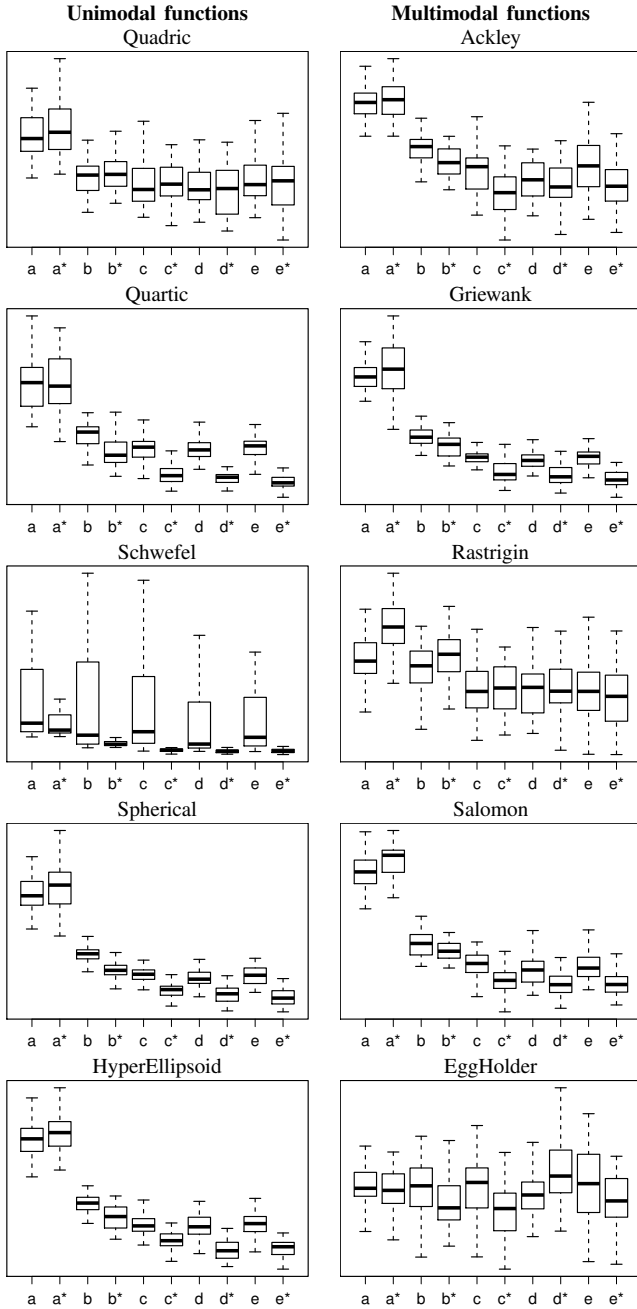 Unimodal functions Multimodal functions
Quadric Ackley
a a* b b* c c* d d* e e* a a* b b* c c* d d* e e*
Quartic Griewank
a a* b b* c c* d d* e e* a a* b b* c c* d d* e e*
Schwefel Rastrigin
a a* b b* c c* d d* e e* a a* b b* c c* d d* e e*
Spherical Salomon
a a* b b* c c* d d* e e* a a* b b* c c* d d* e e*
HyperEllipsoid EggHolder
a a* b b* c c* d d* e e* a a* b b* c c* d d* e e*